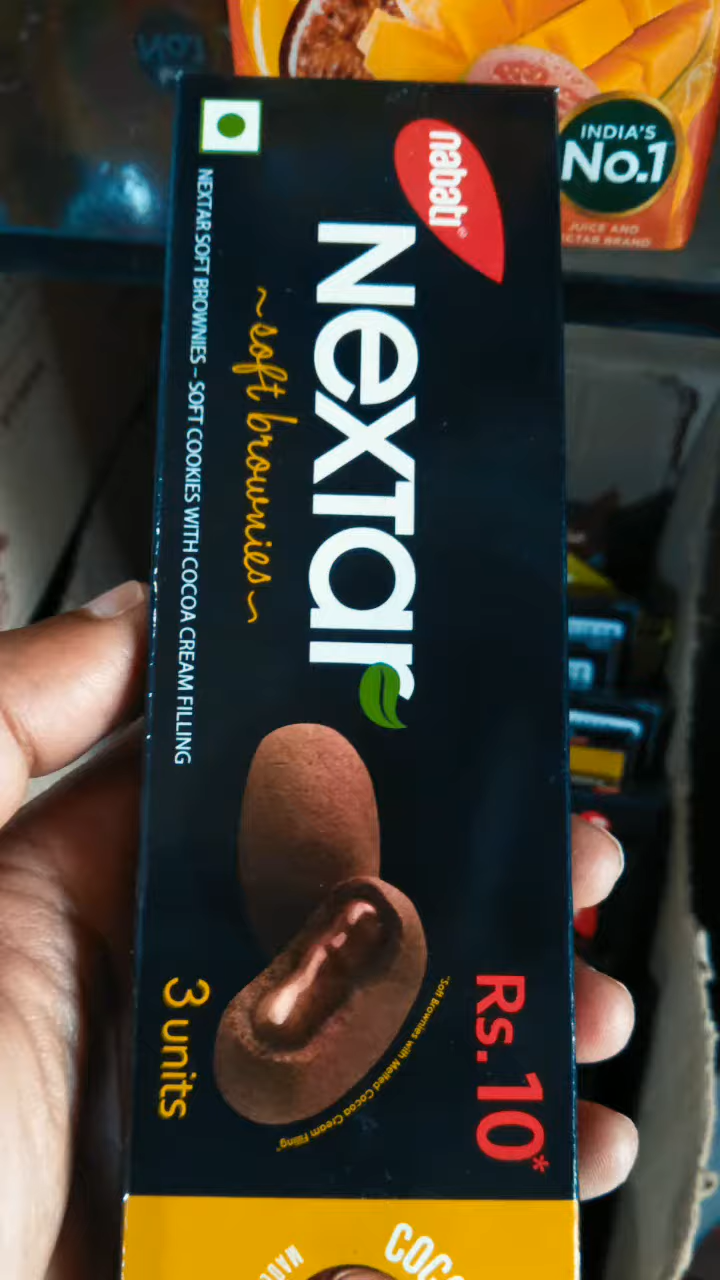 nabati®
Nextar
~soft brownies~
NEXTAR SOFT BROWNIES – SOFT COOKIES WITH COCOA CREAM FILLING
Rs. 10*
"Soft Brownies with Melted Cocoa Cream Filling"
3 units
INDIA'S
No.1
JUICE AND
NECTAR BRAND